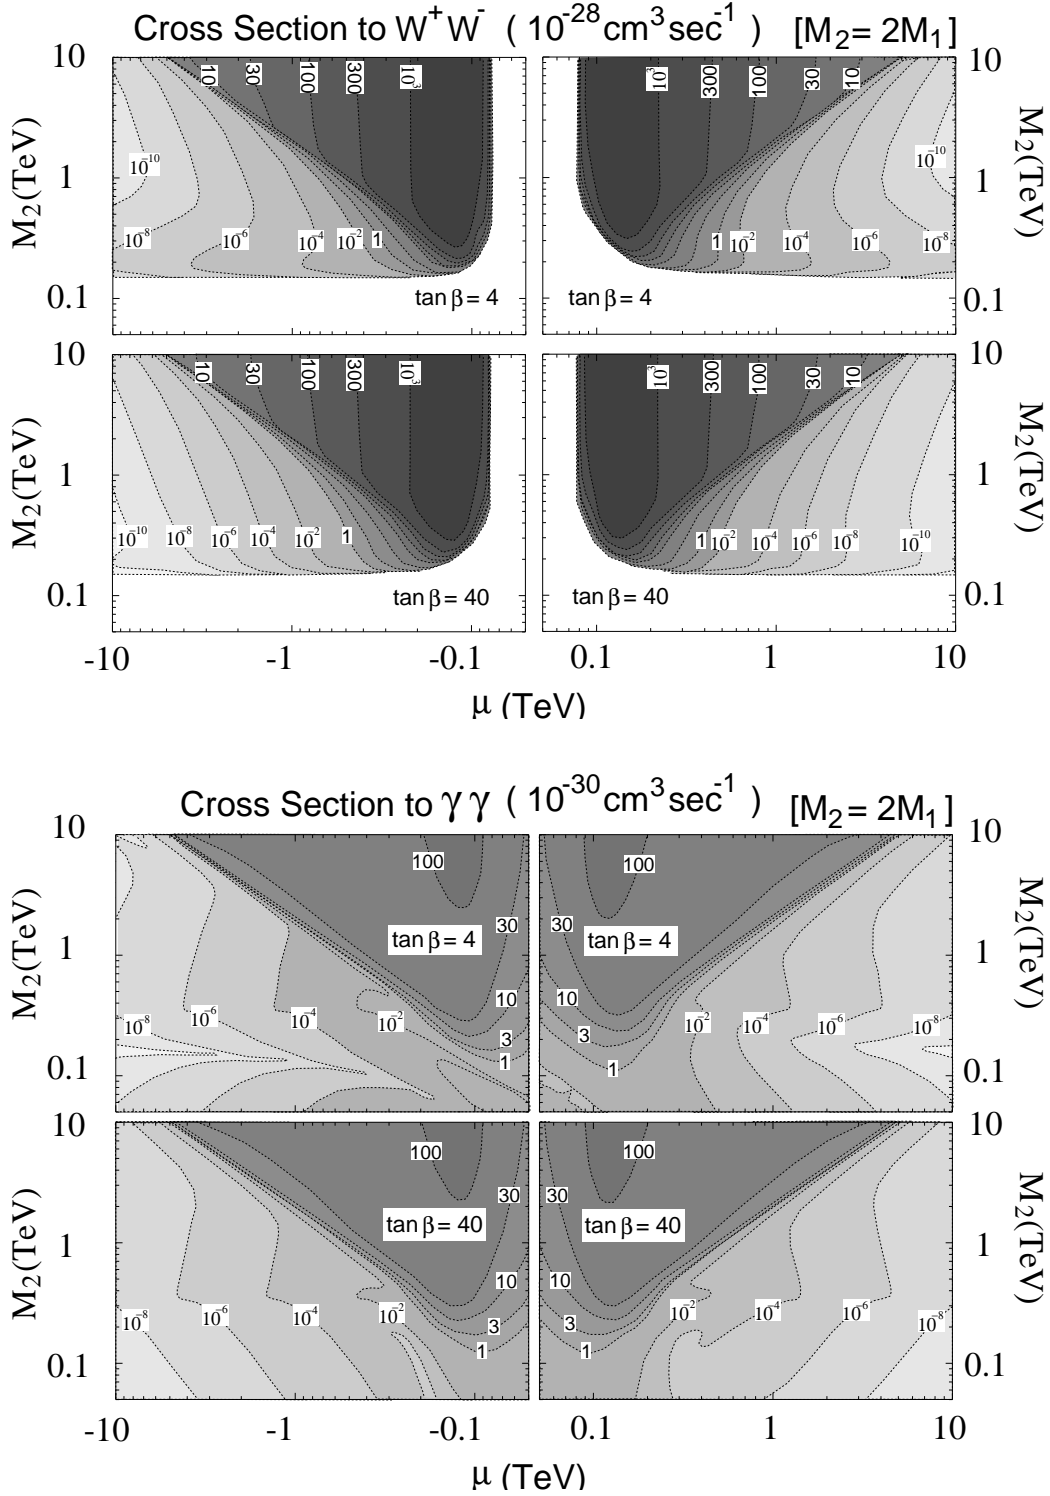 Cross Section to W⁺W⁻ ( 10⁻²⁸cm³sec⁻¹ ) [M₂= 2M₁]
10 30 100 300 10³ 10³ 300 100 30 10
10⁻¹⁰ 10⁻⁸ 10⁻⁶ 10⁻⁴ 10⁻² 1 1 10⁻² 10⁻⁴ 10⁻⁶ 10⁻⁸ 10⁻¹⁰
M₂(TeV) 10 1 0.1 10 1 0.1 M₂(TeV)
tan β = 4 tan β = 4
10 30 100 300 10³ 10³ 300 100 30 10
10⁻¹⁰ 10⁻⁸ 10⁻⁶ 10⁻⁴ 10⁻² 1 1 10⁻² 10⁻⁴ 10⁻⁶ 10⁻⁸ 10⁻¹⁰
M₂(TeV) 10 1 0.1 10 1 0.1 M₂(TeV)
tan β = 40 tan β = 40
-10 -1 -0.1 0.1 1 10
μ (TeV)
Cross Section to γγ ( 10⁻³⁰cm³sec⁻¹ ) [M₂= 2M₁]
100 100
30 tan β = 4 30 tan β = 4
10 3 1 10 3 1
10⁻⁸ 10⁻⁶ 10⁻⁴ 10⁻² 10⁻² 10⁻⁴ 10⁻⁶ 10⁻⁸
M₂(TeV) 10 1 0.1 10 1 0.1 M₂(TeV)
100 100
30 tan β = 40 30 tan β = 40
10 3 1 10 3 1
10⁻⁸ 10⁻⁶ 10⁻⁴ 10⁻² 10⁻² 10⁻⁴ 10⁻⁶ 10⁻⁸
M₂(TeV) 10 1 0.1 10 1 0.1 M₂(TeV)
-10 -1 -0.1 0.1 1 10
μ (TeV)